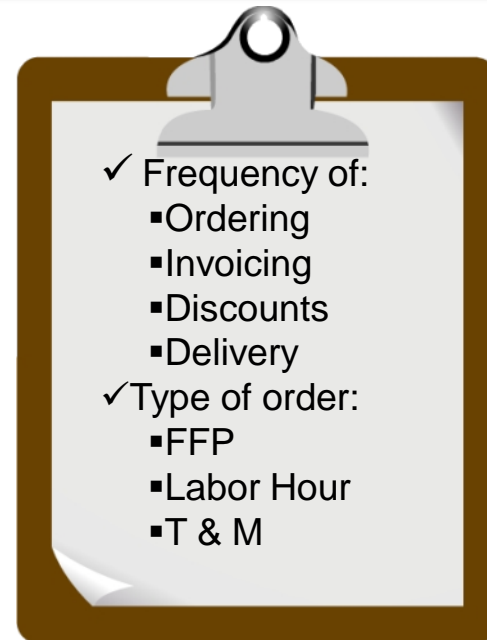 ✓ Frequency of:
▪Ordering
▪Invoicing
▪Discounts
▪Delivery
✓Type of order:
▪FFP
▪Labor Hour
▪T & M